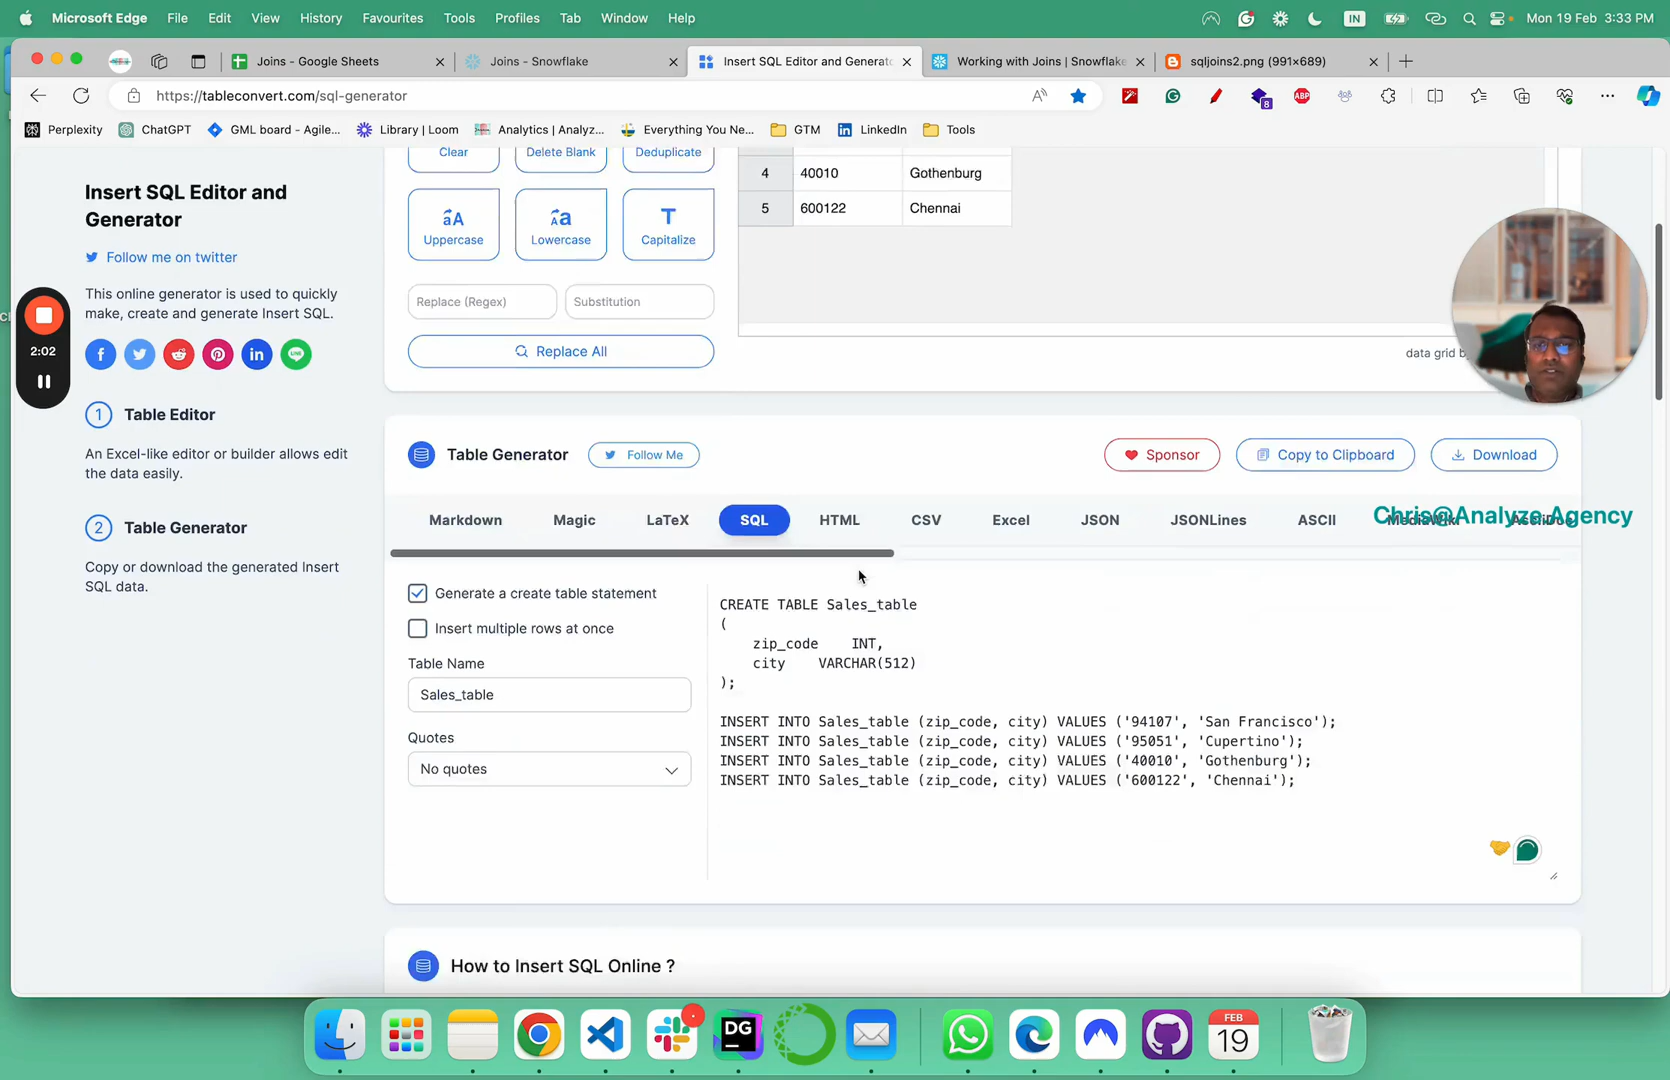 Microsoft Edge File Edit View History Favourites Tools Profiles Tab Window Help IN Mon 19 Feb 3:33 PM
Joins - Google Sheets Joins - Snowflake Insert SQL Editor and Generato Working with Joins | Snowflake sqljoins2.png (991×689)
https://tableconvert.com/sql-generator ABP 8
Perplexity ChatGPT GML board - Agile... Library | Loom Analytics | Analyz... Everything You Ne... GTM LinkedIn Tools
Clear Delete Blank Deduplicate
4 40010 Gothenburg
5 600122 Chennai
Uppercase Lowercase Capitalize
Replace (Regex) Substitution
Replace All
data grid
Insert SQL Editor and
Generator
Follow me on twitter
This online generator is used to quickly
make, create and generate Insert SQL.
2:02
1 Table Editor
An Excel-like editor or builder allows edit
the data easily.
2 Table Generator
Copy or download the generated Insert
SQL data.
Table Generator Follow Me Sponsor Copy to Clipboard Download
Markdown Magic LaTeX SQL HTML CSV Excel JSON JSONLines ASCII
Chris@Analyze.Agency
Generate a create table statement
Insert multiple rows at once
Table Name
Sales_table
Quotes
No quotes
CREATE TABLE Sales_table
(
zip_code INT,
city VARCHAR(512)
);
INSERT INTO Sales_table (zip_code, city) VALUES ('94107', 'San Francisco');
INSERT INTO Sales_table (zip_code, city) VALUES ('95051', 'Cupertino');
INSERT INTO Sales_table (zip_code, city) VALUES ('40010', 'Gothenburg');
INSERT INTO Sales_table (zip_code, city) VALUES ('600122', 'Chennai');
How to Insert SQL Online ?
DG
FEB
19